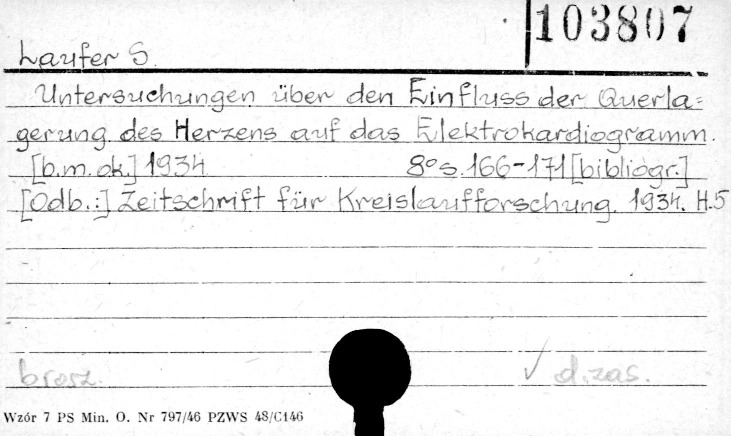 103807
Laufer S.
Untersuchungen über den Einfluss der Querla=
gerung des Herzens auf das Elektrokardiogramm.
[b.m.ok.] 1934 8° s. 166-171 [bibliogr.]
[Odb.:] Zeitschrift für Kreislaufforschung. 1934. H.5
brosz. √ d.zas.
Wzór 7 PS Min. O. Nr 797/46 PZWS 48/C146